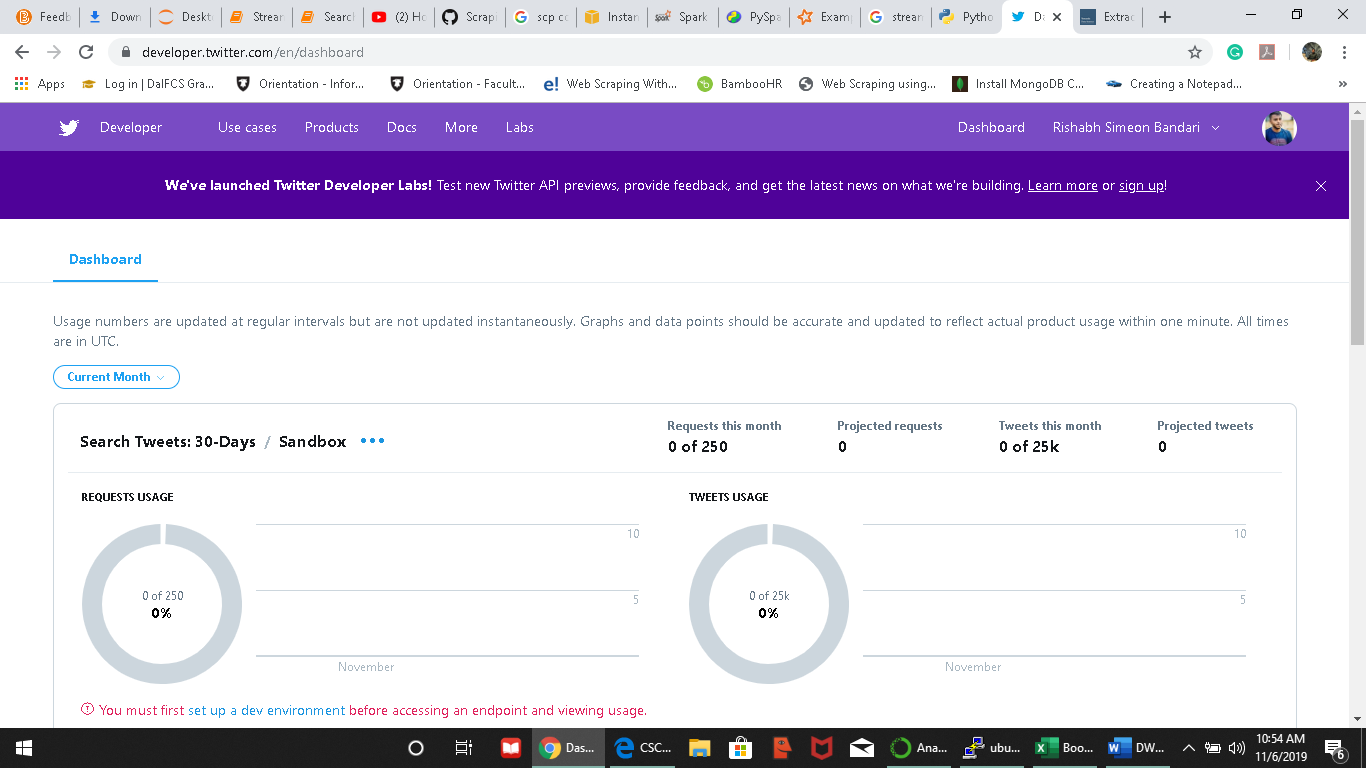 Feedb
Down
Deskt
Strean
Search
(2) Ho
Scrapi
scp co
Instan
Spark
PySpa
Examp
stream
Pytho
Da
Extrac
developer.twitter.com/en/dashboard
Apps
Log in | DalFCS Gra...
Orientation - Infor...
Orientation - Facult...
Web Scraping With...
BambooHR
Web Scraping using...
Install MongoDB C...
Creating a Notepad...
»
Developer
Use cases
Products
Docs
More
Labs
Dashboard
Rishabh Simeon Bandari
We've launched Twitter Developer Labs! Test new Twitter API previews, provide feedback, and get the latest news on what we're building. Learn more or sign up!
Dashboard
Usage numbers are updated at regular intervals but are not updated instantaneously. Graphs and data points should be accurate and updated to reflect actual product usage within one minute. All times
are in UTC.
Current Month
Search Tweets: 30-Days / Sandbox
Requests this month
0 of 250
Projected requests
0
Tweets this month
0 of 25k
Projected tweets
0
REQUESTS USAGE
0 of 250
0%
10
5
November
TWEETS USAGE
0 of 25k
0%
10
5
November
You must first set up a dev environment before accessing an endpoint and viewing usage.
Das...
CSC...
Ana...
ubu...
Boo...
DW...
10:54 AM
11/6/2019
6